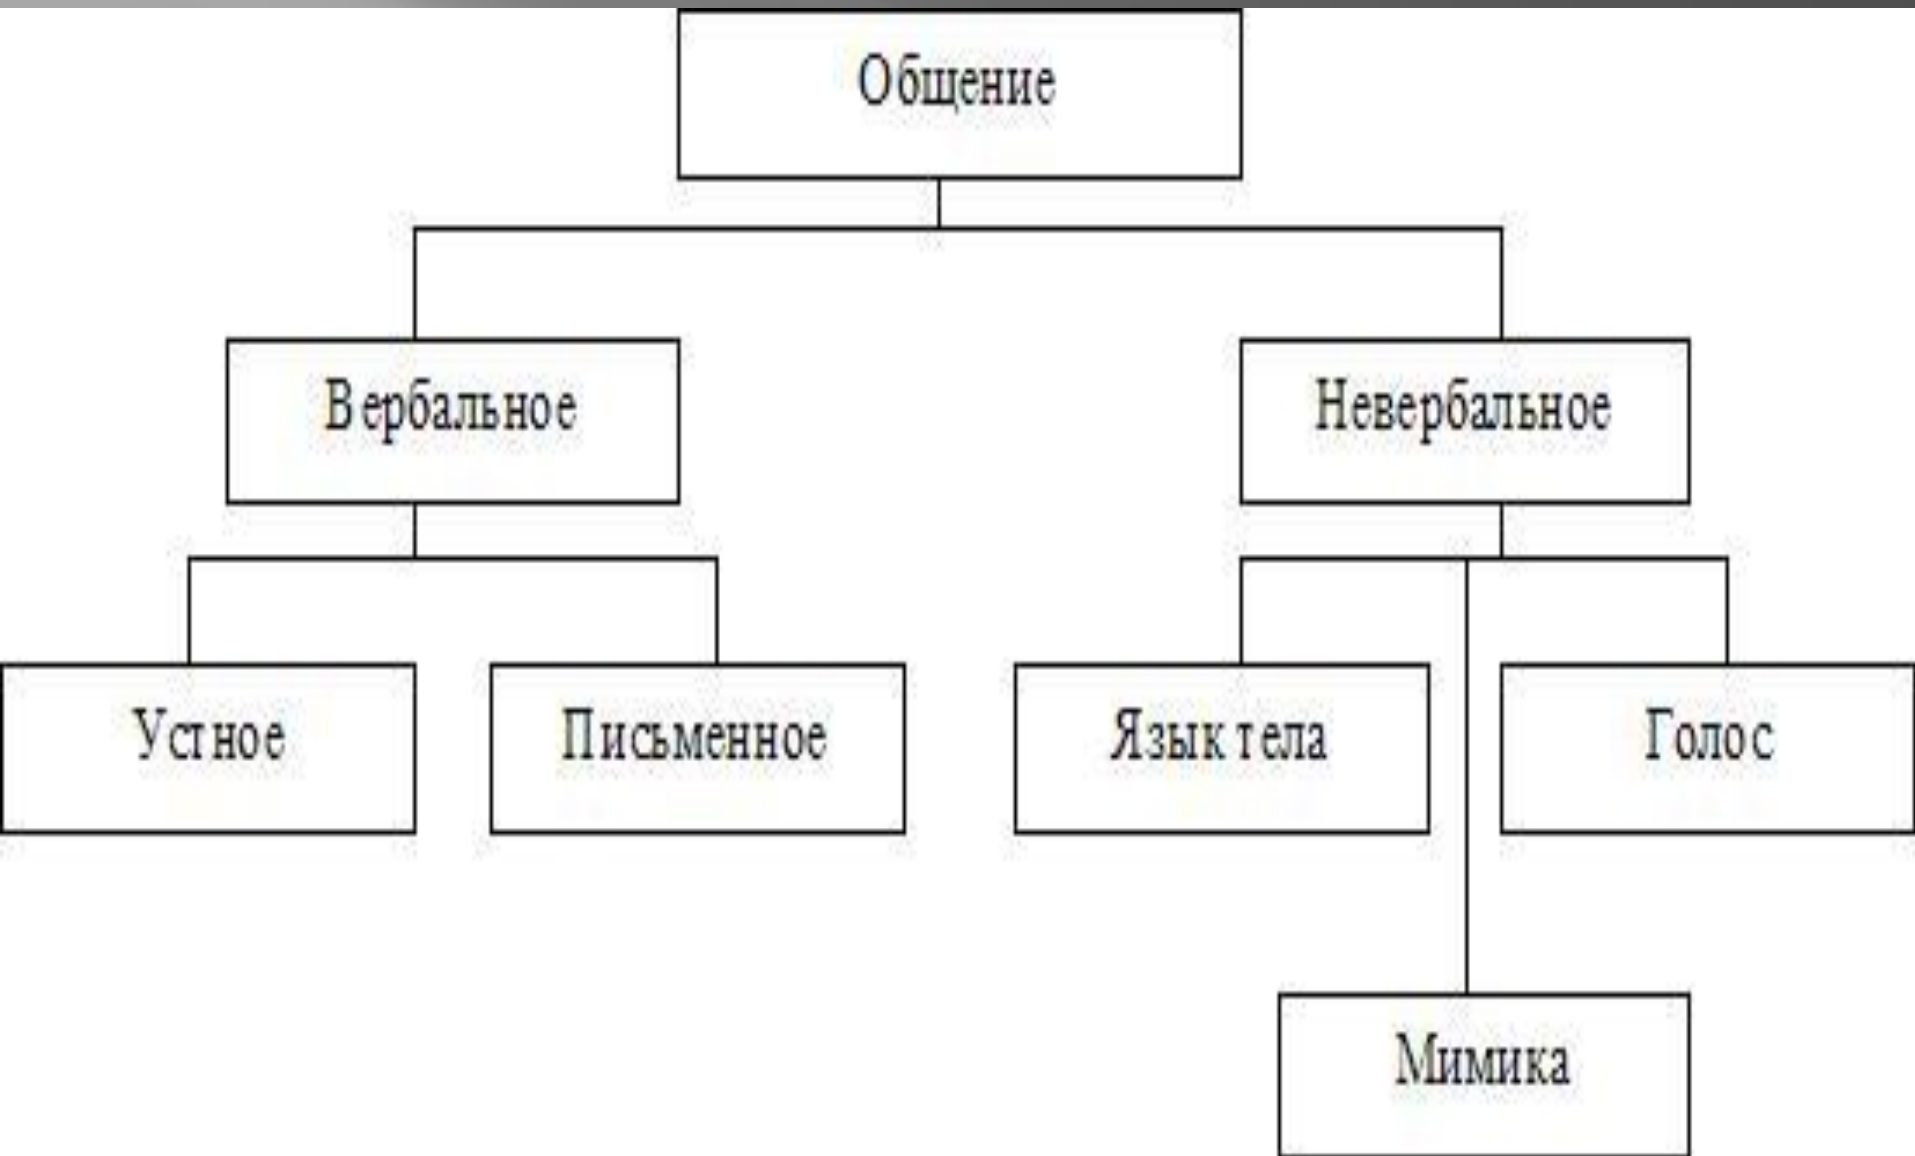 Общение
Вербальное
Невербальное
Устное
Письменное
Язык тела
Голос
Мимика